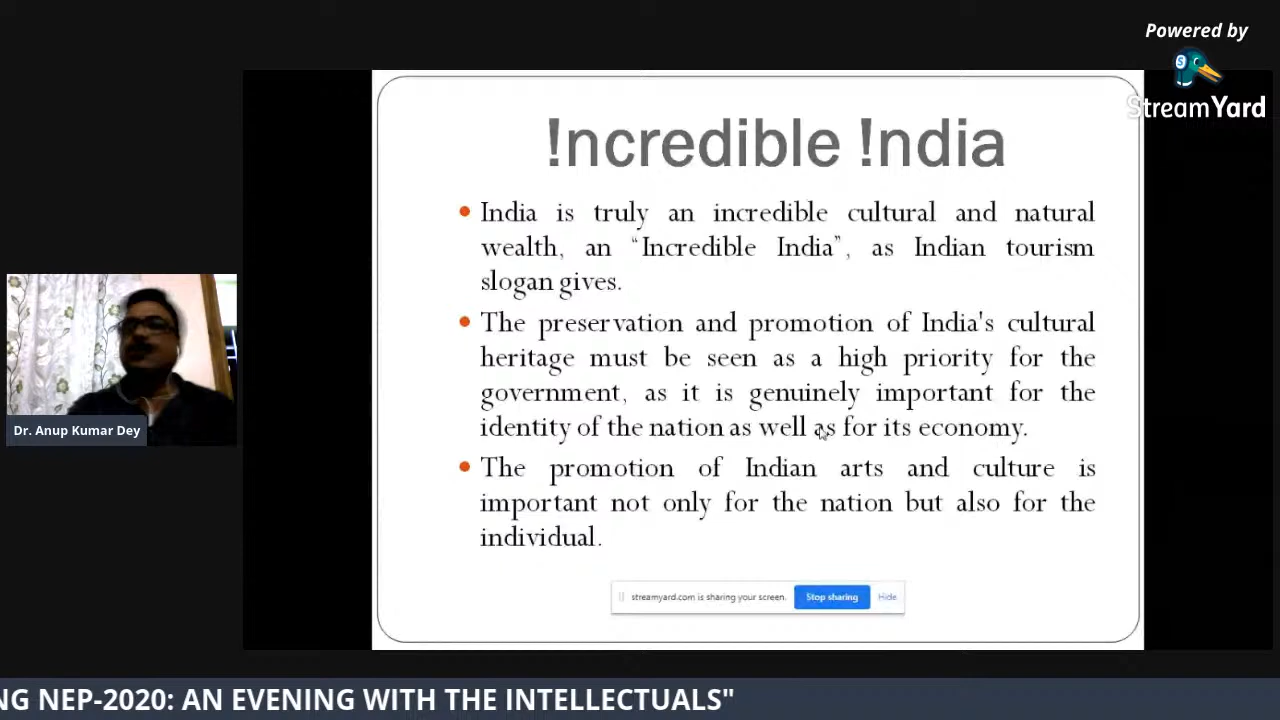 Powered by
StreamYard
!ncredible !ndia
• India is truly an incredible cultural and natural
wealth, an “Incredible India”, as Indian tourism
slogan gives.
• The preservation and promotion of India's cultural
heritage must be seen as a high priority for the
government, as it is genuinely important for the
identity of the nation as well as for its economy.
• The promotion of Indian arts and culture is
important not only for the nation but also for the
individual.
streamyard.com is sharing your screen. Stop sharing Hide
Dr. Anup Kumar Dey
NG NEP-2020: AN EVENING WITH THE INTELLECTUALS"